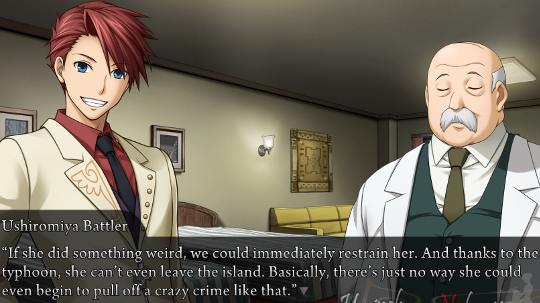 Ushiromiya Battler
“If she did something weird, we could immediately restrain her. And thanks to the
typhoon, she can't even leave the island. Basically, there's just no way she could
even begin to pull off a crazy crime like that.”